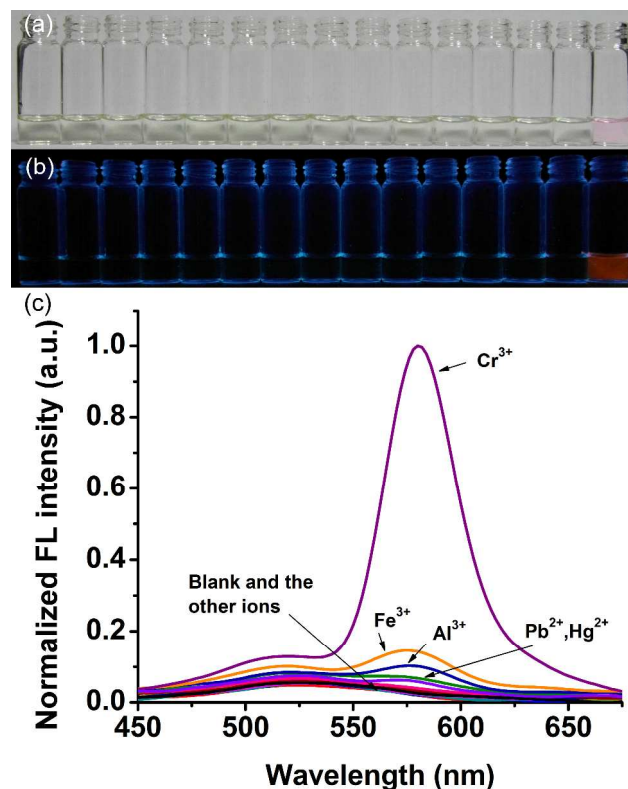 (a)
(b)
(c)
Normalized FL intensity (a.u.)
1.0
0.8
0.6
0.4
0.2
0.0
Cr³⁺
Blank and the
other ions
Fe³⁺
Al³⁺
Pb²⁺,Hg²⁺
450
500
550
600
650
Wavelength (nm)